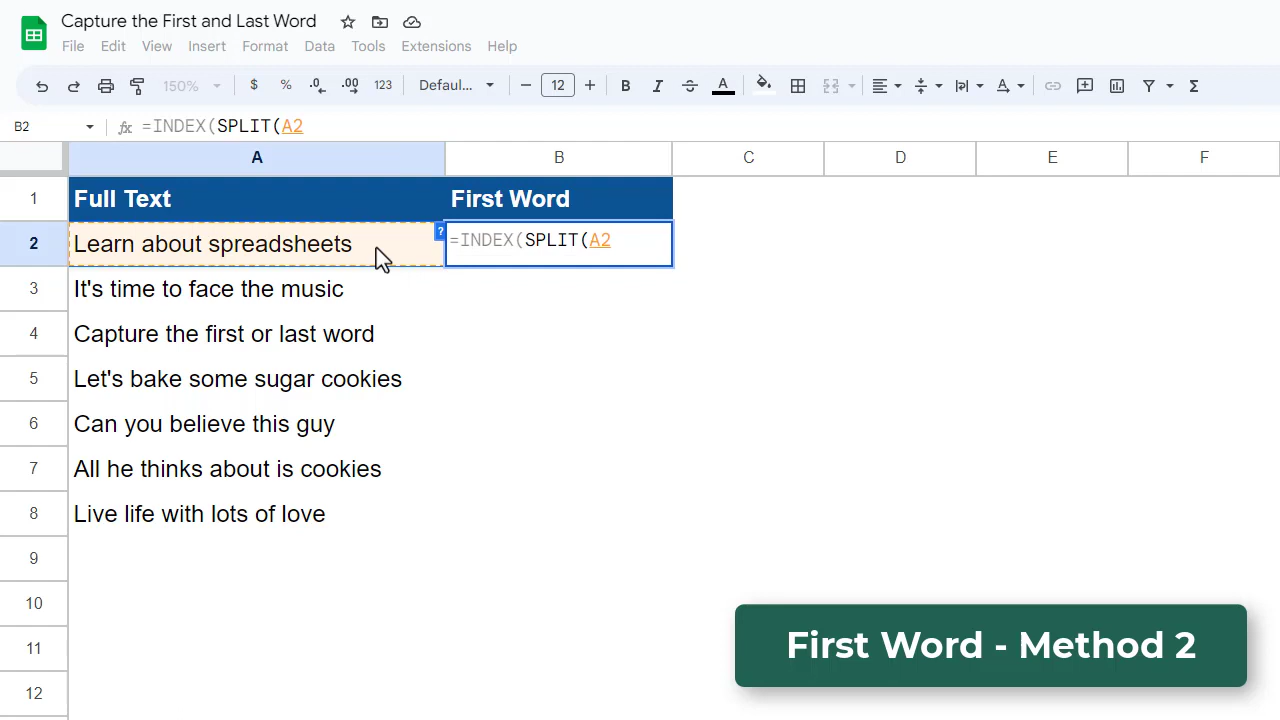 Capture the First and Last Word
File Edit View Insert Format Data Tools Extensions Help
150% $ % .0 .00 123 Defaul... − 12 + B I S A A Σ
B2 fx =INDEX(SPLIT(A2
A B C D E F
1 Full Text First Word
2 Learn about spreadsheets ? =INDEX(SPLIT(A2
3 It's time to face the music
4 Capture the first or last word
5 Let's bake some sugar cookies
6 Can you believe this guy
7 All he thinks about is cookies
8 Live life with lots of love
9
10
11
12
First Word - Method 2